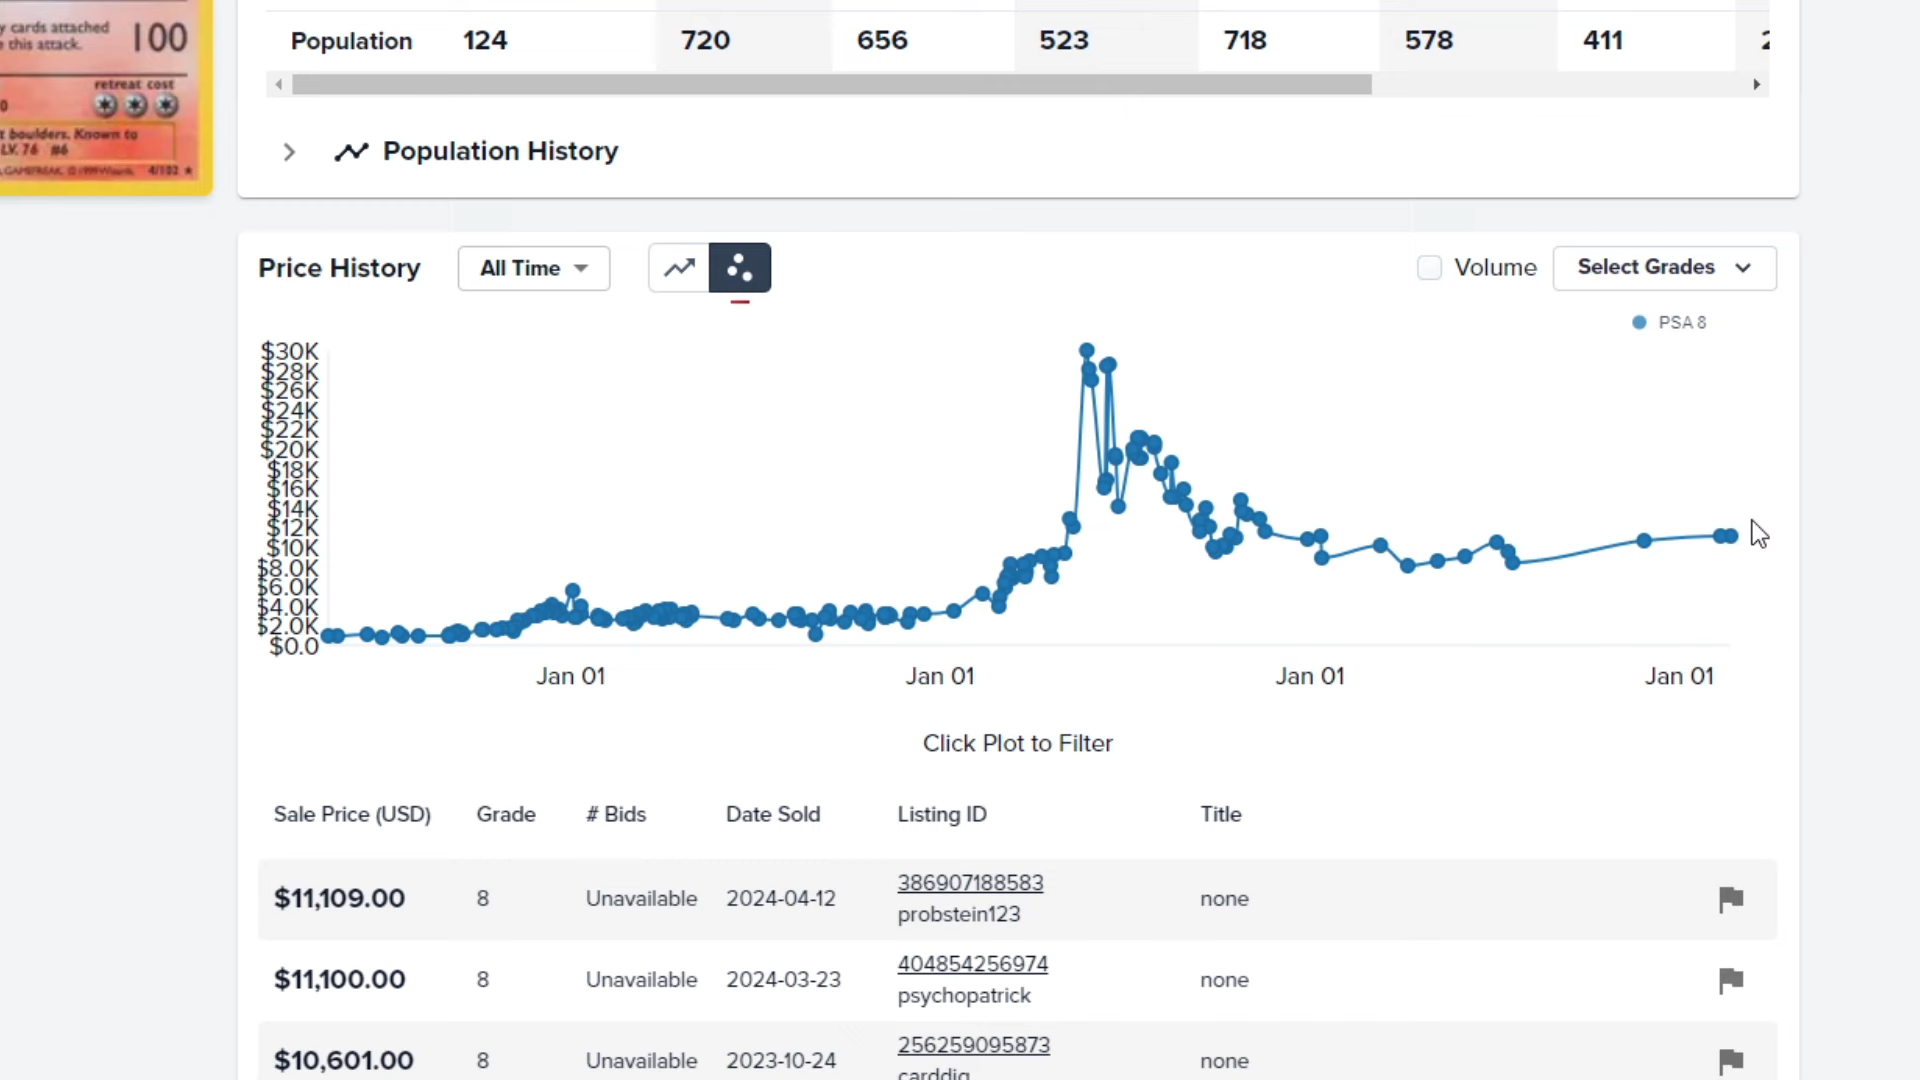 y cards attached
this attack.
100
retreat cost
0
t boulders. Known to
LV. 76 #6
4/102 ★
Population 124 720 656 523 718 578 411
Population History
Price History All Time Volume Select Grades
PSA 8
$30K
$28K
$26K
$24K
$22K
$20K
$18K
$16K
$14K
$12K
$10K
$8.0K
$6.0K
$4.0K
$2.0K
$0.0
Jan 01 Jan 01 Jan 01 Jan 01
Click Plot to Filter
Sale Price (USD) Grade # Bids Date Sold Listing ID Title
$11,109.00 8 Unavailable 2024-04-12 386907188583 none
probstein123
$11,100.00 8 Unavailable 2024-03-23 404854256974 none
psychopatrick
$10,601.00 8 Unavailable 2023-10-24 256259095873 none